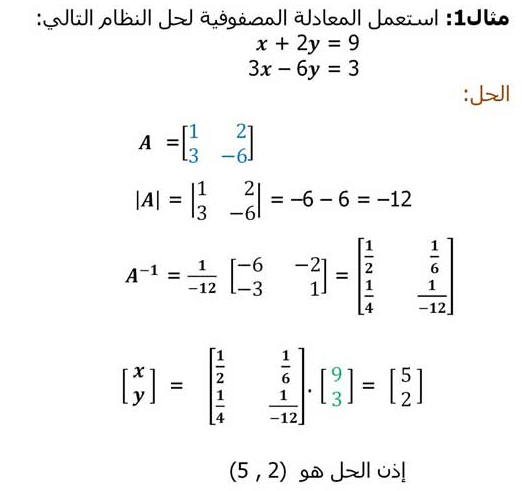 مثال1: استعمل المعادلة المصفوفية لحل النظام التالي:
x + 2y = 9
3x – 6y = 3
الحل:
A = [1 2; 3 −6]
|A| = |1 2; 3 −6| = −6 − 6 = −12
A⁻¹ = 1/−12 [−6 −2; −3 1] = [1/2 1/6; 1/4 1/−12]
[x; y] = [1/2 1/6; 1/4 1/−12] . [9; 3] = [5; 2]
إذن الحل هو (2 , 5)